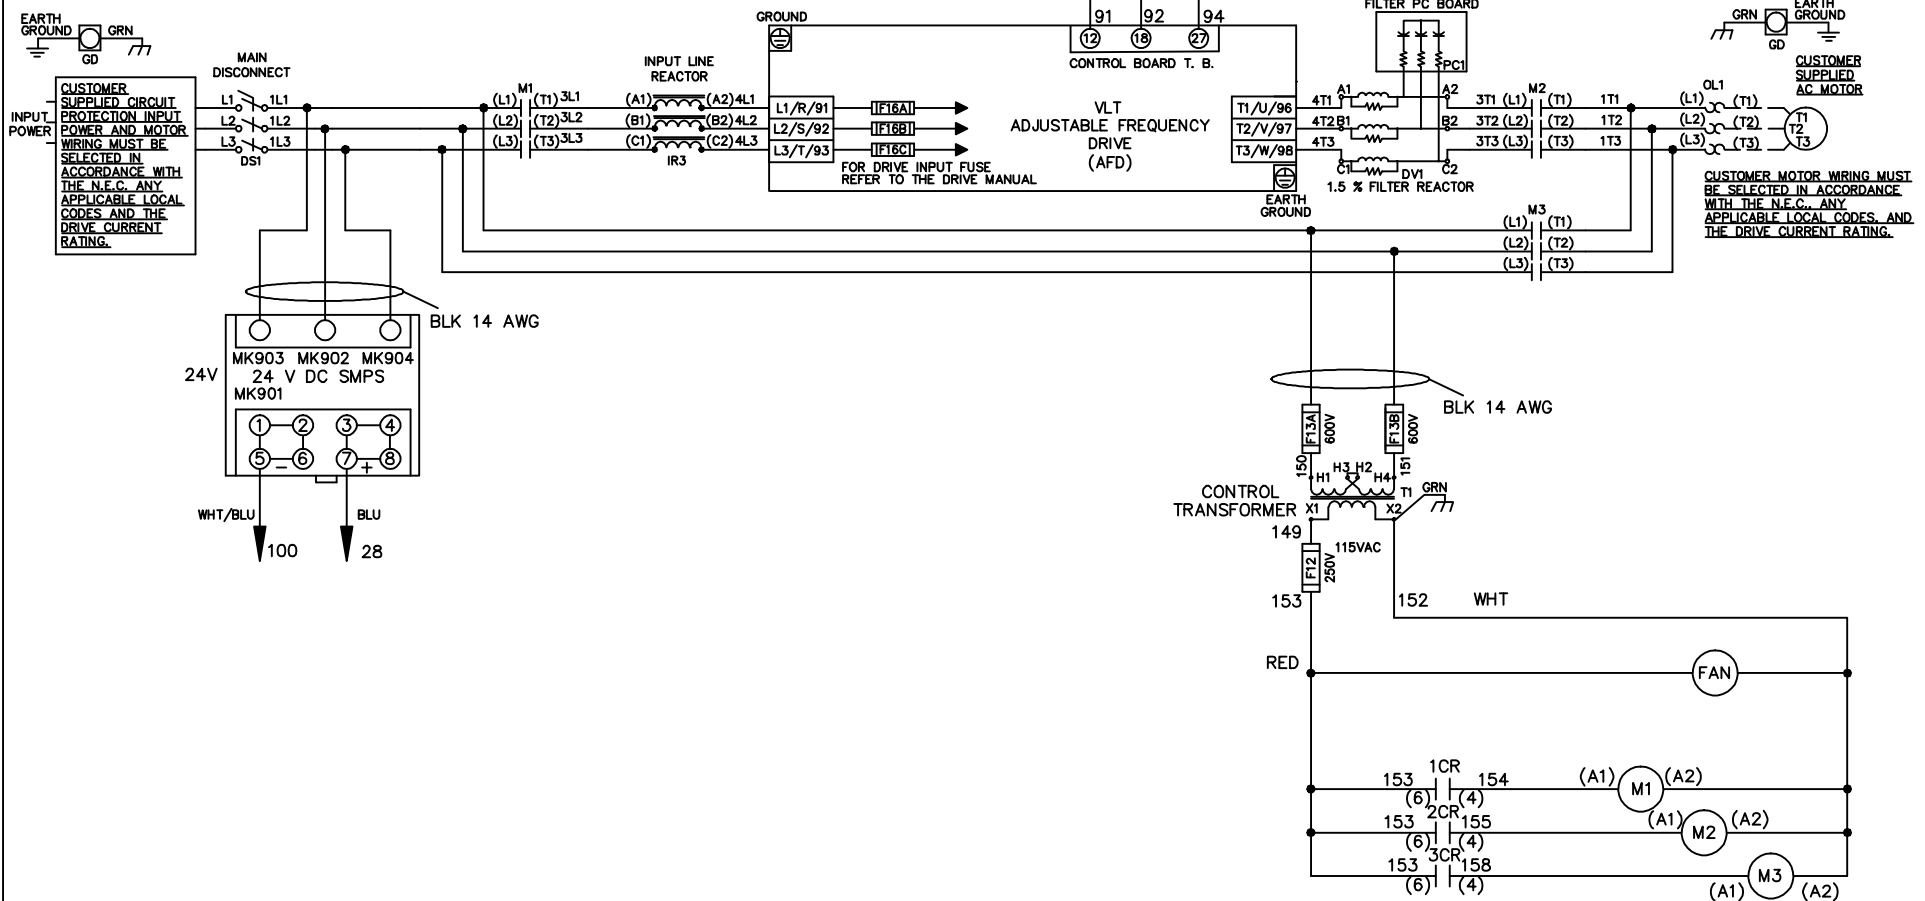 EARTH
GROUND
GRN
GD
INPUT
POWER
CUSTOMER
SUPPLIED CIRCUIT
PROTECTION INPUT
POWER AND MOTOR
WIRING MUST BE
SELECTED IN
ACCORDANCE WITH
THE N.E.C. ANY
APPLICABLE LOCAL
CODES AND THE
DRIVE CURRENT
RATING.
MAIN
DISCONNECT
L1 1L1
L2 1L2
L3 1L3
DS1
M1
(L1) (T1) 3L1
(L2) (T2) 3L2
(L3) (T3) 3L3
INPUT LINE
REACTOR
(A1) (A2) 4L1
(B1) (B2) 4L2
(C1) (C2) 4L3
IR3
GROUND
L1/R/91
L2/S/92
L3/T/93
F16A
F16B
F16C
FOR DRIVE INPUT FUSE
REFER TO THE DRIVE MANUAL
91 92 94
12 18 27
CONTROL BOARD T. B.
VLT
ADJUSTABLE FREQUENCY
DRIVE
(AFD)
T1/U/96
T2/V/97
T3/W/98
EARTH
GROUND
FILTER PC BOARD
PC1
4T1 A1 A2
4T2 B1 B2
4T3 C1 C2
DV1
1.5 % FILTER REACTOR
M2
3T1 (L1) (T1) 1T1
3T2 (L2) (T2) 1T2
3T3 (L3) (T3) 1T3
M3
(L1) (T1)
(L2) (T2)
(L3) (T3)
EARTH
GROUND
GRN
GD
CUSTOMER
SUPPLIED
AC MOTOR
OL1
(L1) (T1)
(L2) (T2)
(L3) (T3)
T1
T2
T3
CUSTOMER MOTOR WIRING MUST
BE SELECTED IN ACCORDANCE
WITH THE N.E.C., ANY
APPLICABLE LOCAL CODES, AND
THE DRIVE CURRENT RATING.
BLK 14 AWG
MK903 MK902 MK904
24V
24 V DC SMPS
MK901
1 2 3 4
5 - 6 7 + 8
WHT/BLU
BLU
100
28
BLK 14 AWG
F13A
600V
F13B
600V
150
151
H1 H3 H2 H4
T1
GRN
CONTROL
TRANSFORMER
X1 X2
149
115VAC
F12
250V
153
152
WHT
RED
FAN
1CR
153 154
(6) (4)
(A1) M1 (A2)
2CR
153 155
(6) (4)
(A1) M2 (A2)
3CR
153 158
(6) (4)
(A1) M3 (A2)